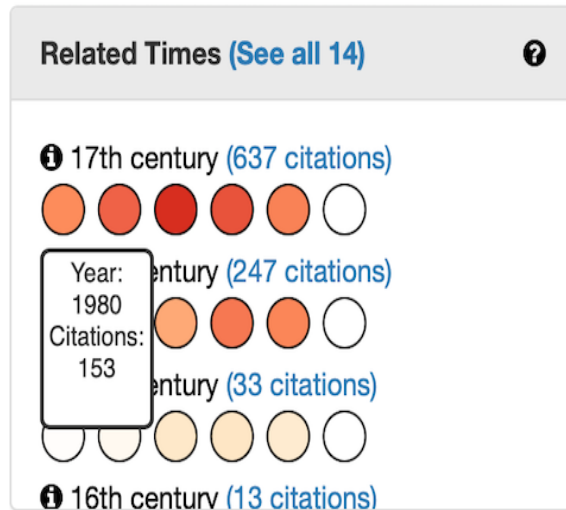 Related Times (See all 14)
17th century (637 citations)
entury (247 citations)
Year:
1980
Citations:
153
entury (33 citations)
16th century (13 citations)